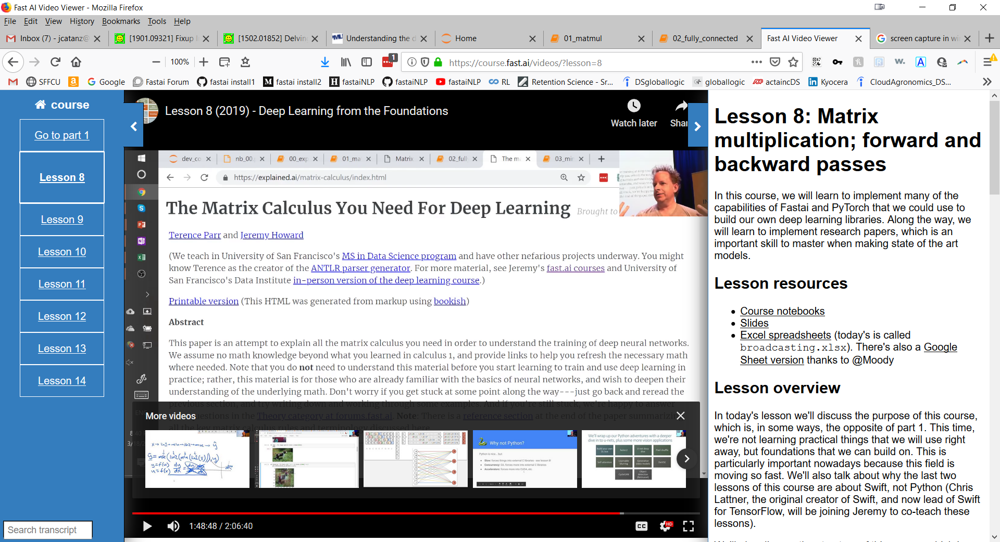 Fast AI Video Viewer - Mozilla Firefox
File Edit View History Bookmarks Tools Help
Inbox (7) - jcatanz@
[1901.09321] Fixup
[1502.01852] Delvin
Understanding the d
Home
01_matmul
02_fully_connected
Fast AI Video Viewer
screen capture in wi
100%
1
https://course.fast.ai/videos/?lesson=8
SFFCU Google Fastai Forum fastai install1 fastai install2 fastaiNLP fastaiNLP fastaiNLP RL Retention Science - Sr... DSgloballogic globallogic actaincDS Kyocera CloudAgronomics_DS...
course
Go to part 1
Lesson 8
Lesson 9
Lesson 10
Lesson 11
Lesson 12
Lesson 13
Lesson 14
Search transcript
Lesson 8 (2019) - Deep Learning from the Foundations
Watch later
Shar
dev_co nb_00. 00_exp 01_ma Matrix 02_full The ma 03_min
https://explained.ai/matrix-calculus/index.html
The Matrix Calculus You Need For Deep Learning
Brought to
Terence Parr and Jeremy Howard
(We teach in University of San Francisco's MS in Data Science program and have other nefarious projects underway. You might
know Terence as the creator of the ANTLR parser generator. For more material, see Jeremy's fast.ai courses and University of
San Francisco's Data Institute in-person version of the deep learning course.)
Printable version (This HTML was generated from markup using bookish)
Abstract
This paper is an attempt to explain all the matrix calculus you need in order to understand the training of deep neural networks.
We assume no math knowledge beyond what you learned in calculus 1, and provide links to help you refresh the necessary math
where needed. Note that you do not need to understand this material before you start learning to train and use deep learning in
practice; rather, this material is for those who are already familiar with the basics of neural networks, and wish to deepen their
understanding of the underlying math. Don't worry if you get stuck at some point along the way---just go back and reread the
previous section, and try writing down and working through some examples. And if you're still stuck, we're happy to answer
questions in the Theory category at forums.fast.ai. Note: There is a reference section at the end of the paper summarizi
all the key matrix calculus rules and terminology discussed here.
More videos
Why not Python?
We'll wrap up our Python adventures with a deeper
dive in to u-nets, plus some more vision applications
1:48:48 / 2:06:40
CC
HD
Lesson 8: Matrix
multiplication; forward and
backward passes
In this course, we will learn to implement many of the
capabilities of Fastai and PyTorch that we could use to
build our own deep learning libraries. Along the way, we
will learn to implement research papers, which is an
important skill to master when making state of the art
models.
Lesson resources
Course notebooks
Slides
Excel spreadsheets (today's is called
broadcasting.xlsx). There's also a Google
Sheet version thanks to @Moody
Lesson overview
In today's lesson we'll discuss the purpose of this course,
which is, in some ways, the opposite of part 1. This time,
we're not learning practical things that we will use right
away, but foundations that we can build on. This is
particularly important nowadays because this field is
moving so fast. We'll also talk about why the last two
lessons of this course are about Swift, not Python (Chris
Lattner, the original creator of Swift, and now lead of Swift
for TensorFlow, will be joining Jeremy to co-teach these
lessons).